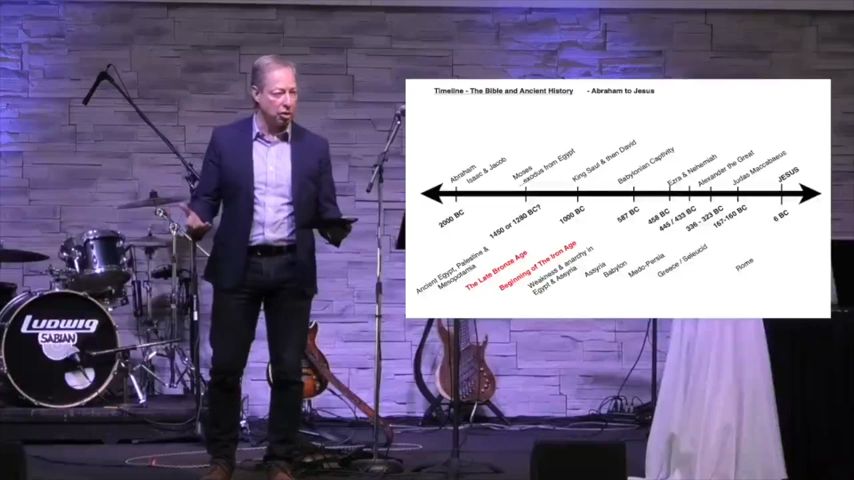 Timeline - The Bible and Ancient History - Abraham to Jesus
Abraham
Isaac & Jacob
Moses
...exodus from Egypt
King Saul & then David
Babylonian Captivity
Ezra & Nehemiah
Alexander the Great
Judas Maccabaeus
JESUS
2000 BC
1450 or 1280 BC?
1000 BC
587 BC
458 BC
445 / 433 BC
336 - 323 BC
167-160 BC
6 BC
Ancient Egypt, Palestine &
Mesopotamia
The Late Bronze Age
Beginning of The Iron Age
Weakness & anarchy in
Egypt & Assyria
Assyria
Babylon
Medo-Persia
Greece / Seleucid
Rome
LUDWIG
SABIAN